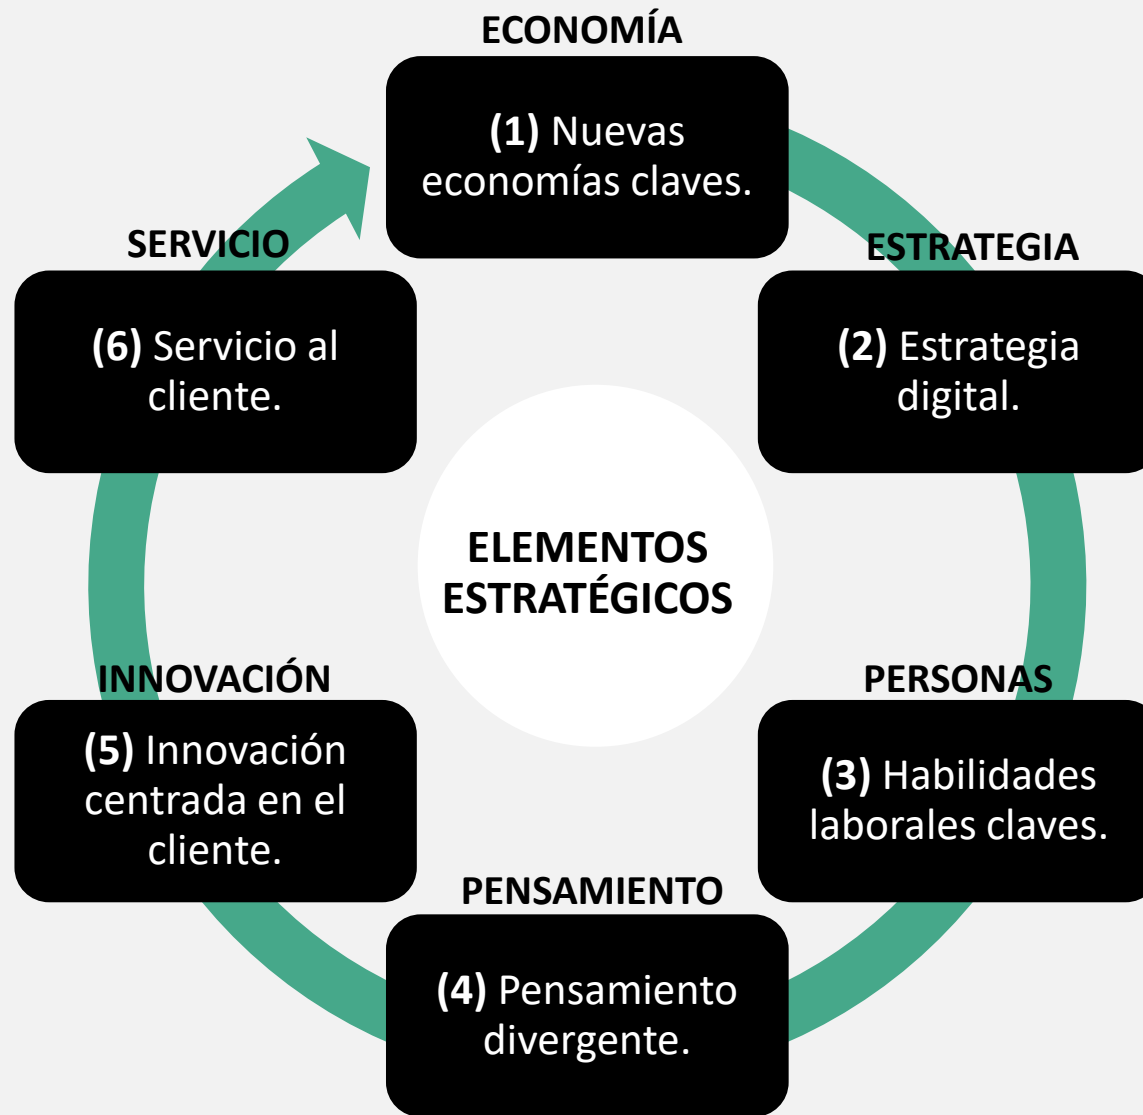 ECONOMÍA
(1) Nuevas
economías claves.
ESTRATEGIA
(2) Estrategia
digital.
PERSONAS
(3) Habilidades
laborales claves.
PENSAMIENTO
(4) Pensamiento
divergente.
INNOVACIÓN
(5) Innovación
centrada en el
cliente.
SERVICIO
(6) Servicio al
cliente.
ELEMENTOS
ESTRATÉGICOS